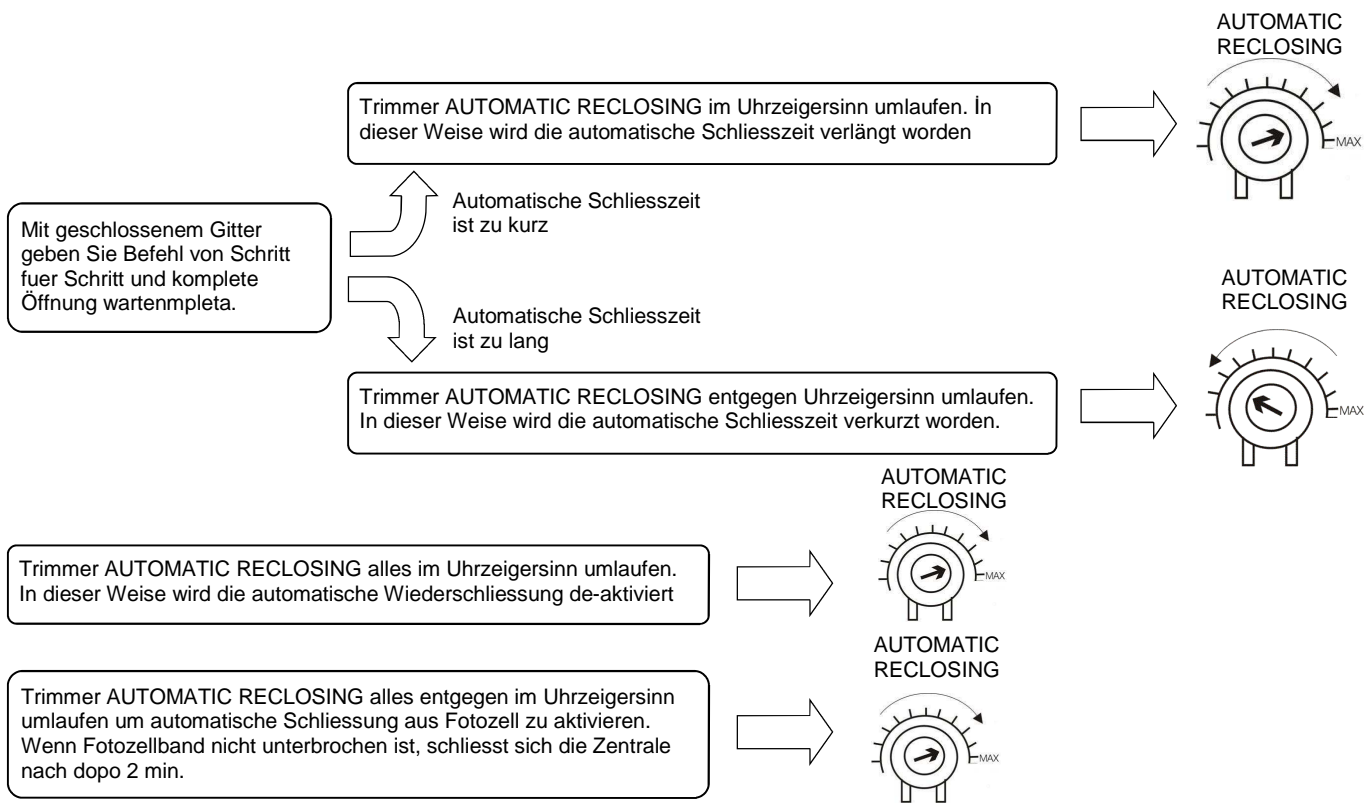 AUTOMATIC
RECLOSING
Trimmer AUTOMATIC RECLOSING im Uhrzeigersinn umlaufen. İn
dieser Weise wird die automatische Schliesszeit verlängt worden
MAX
Automatische Schliesszeit
ist zu kurz
Mit geschlossenem Gitter
geben Sie Befehl von Schritt
fuer Schritt und komplete
Öffnung wartenmpleta.
Automatische Schliesszeit
ist zu lang
AUTOMATIC
RECLOSING
Trimmer AUTOMATIC RECLOSING entgegen Uhrzeigersinn umlaufen.
In dieser Weise wird die automatische Schliesszeit verkurzt worden.
MAX
AUTOMATIC
RECLOSING
Trimmer AUTOMATIC RECLOSING alles im Uhrzeigersinn umlaufen.
In dieser Weise wird die automatische Wiederschliessung de-aktiviert
MAX
AUTOMATIC
RECLOSING
Trimmer AUTOMATIC RECLOSING alles entgegen im Uhrzeigersinn
umlaufen um automatische Schliessung aus Fotozell zu aktivieren.
Wenn Fotozellband nicht unterbrochen ist, schliesst sich die Zentrale
nach dopo 2 min.
MAX